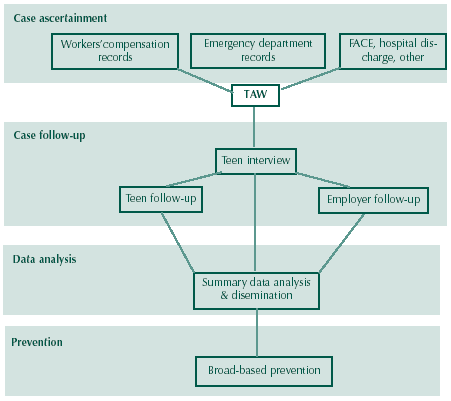 Case ascertainment
Workers'compensation
records
Emergency department
records
FACE, hospital dis-
charge, other
TAW
Case follow-up
Teen interview
Teen follow-up
Employer follow-up
Data analysis
Summary data analysis
& disemination
Prevention
Broad-based prevention